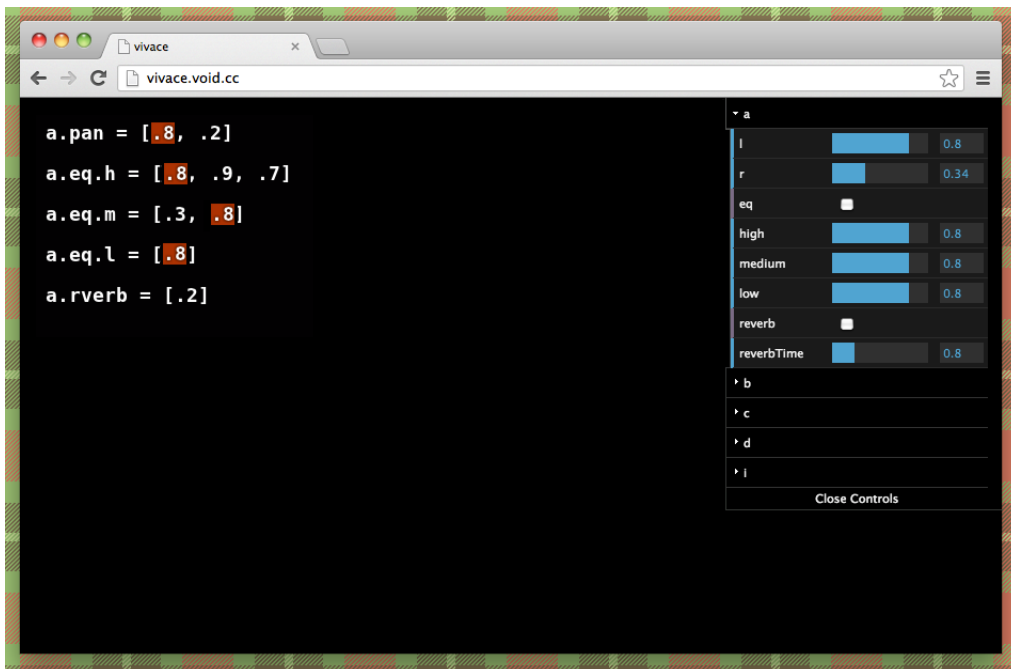 vivace
vivace.void.cc
a.pan = [.8, .2]
a.eq.h = [.8, .9, .7]
a.eq.m = [.3, .8]
a.eq.l = [.8]
a.rverb = [.2]
a
l 0.8
r 0.34
eq
high 0.8
medium 0.8
low 0.8
reverb
reverbTime 0.8
b
c
d
i
Close Controls